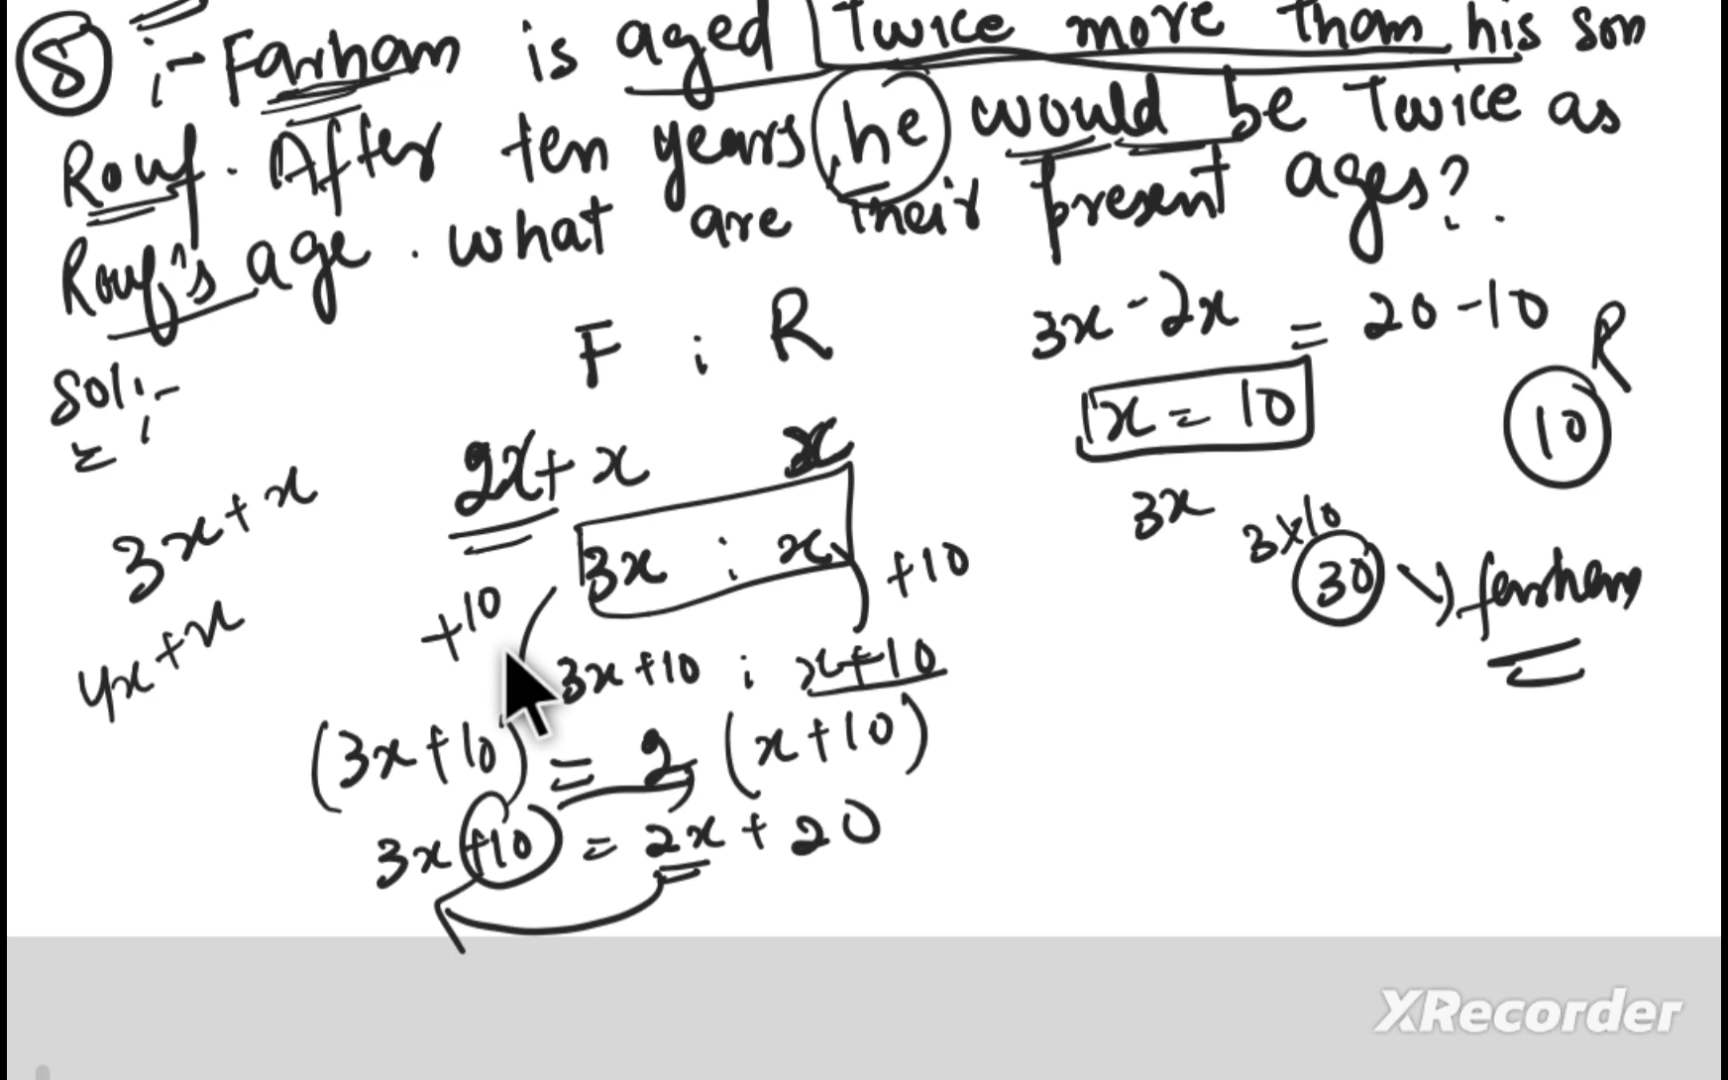 ⑧ :- Farham is aged twice more than his son
Rouf. After ten years, he would be twice as
Rouf's age. what are their present ages?
Sol:-
F : R
2x + x x
3x : x
+10 +10
3x+10 : x+10
(3x+10) = 2 (x+10)
3x+10 = 2x + 20
3x + x
4x + x
3x - 2x = 20 - 10
x = 10
R
10
3x 3x10
30 → farham
XRecorder